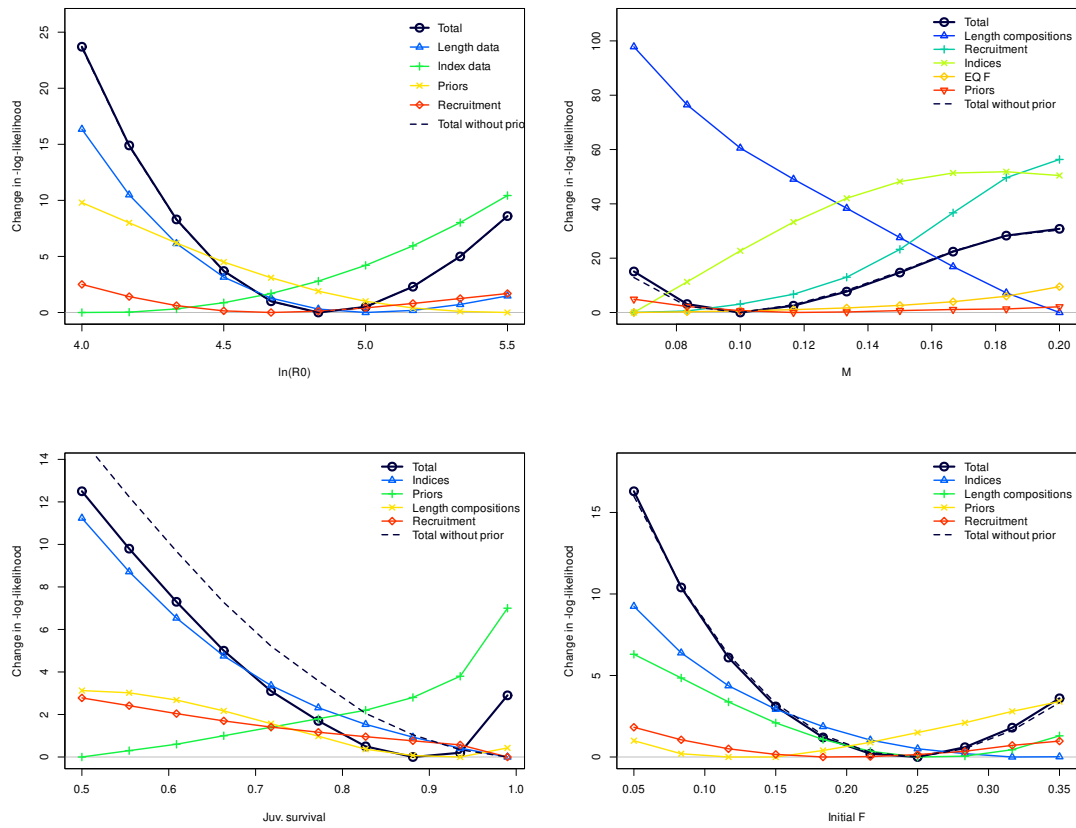 Total
Length data
Index data
Priors
Recruitment
Total without prio
Change in -log-likelihood
0
5
10
15
20
25
4.0
4.5
5.0
5.5
ln(R0)
Total
Length compositions
Recruitment
Indices
EQ F
Priors
Total without prior
Change in -log-likelihood
0
20
40
60
80
100
0.08
0.10
0.12
0.14
0.16
0.18
0.20
M
Total
Indices
Priors
Length compositions
Recruitment
Total without prior
Change in -log-likelihood
0
2
4
6
8
10
12
14
0.5
0.6
0.7
0.8
0.9
1.0
Juv. survival
Total
Indices
Length compositions
Priors
Recruitment
Total without prior
Change in -log-likelihood
0
5
10
15
0.05
0.10
0.15
0.20
0.25
0.30
0.35
Initial F